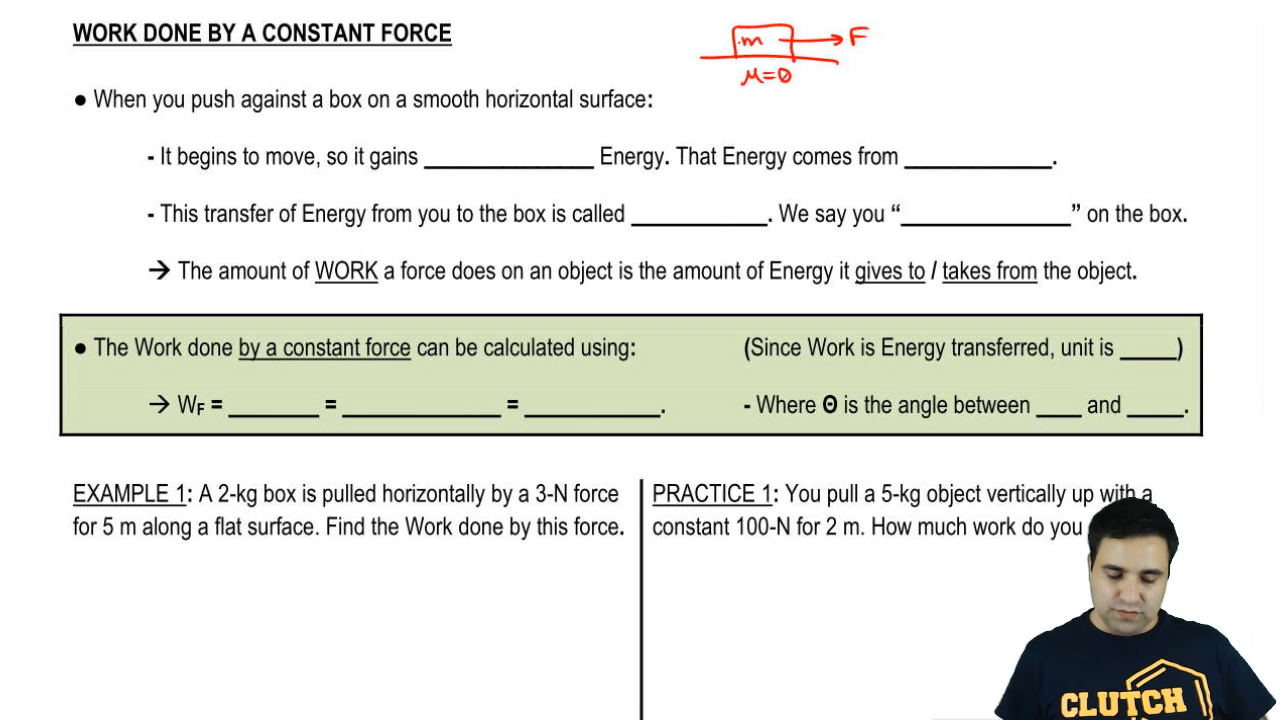 WORK DONE BY A CONSTANT FORCE
m F
μ=0
● When you push against a box on a smooth horizontal surface:
- It begins to move, so it gains ______________ Energy. That Energy comes from ____________.
- This transfer of Energy from you to the box is called ___________. We say you “______________” on the box.
→ The amount of WORK a force does on an object is the amount of Energy it gives to / takes from the object.
● The Work done by a constant force can be calculated using: (Since Work is Energy transferred, unit is ____)
→ WF = _______ = _____________ = ___________. - Where Θ is the angle between ____ and ____.
EXAMPLE 1: A 2-kg box is pulled horizontally by a 3-N force
for 5 m along a flat surface. Find the Work done by this force.
PRACTICE 1: You pull a 5-kg object vertically up with a
constant 100-N for 2 m. How much work do you
CLUTCH